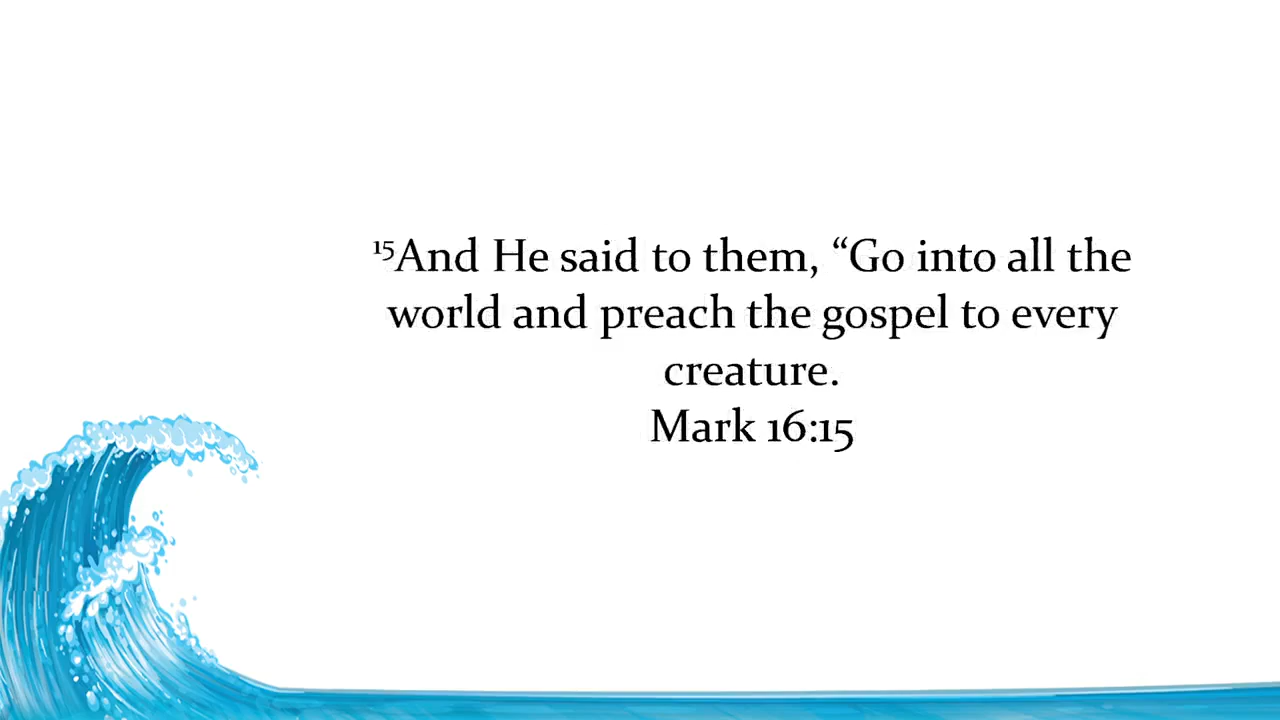 ¹⁵And He said to them, “Go into all the
world and preach the gospel to every
creature.
Mark 16:15